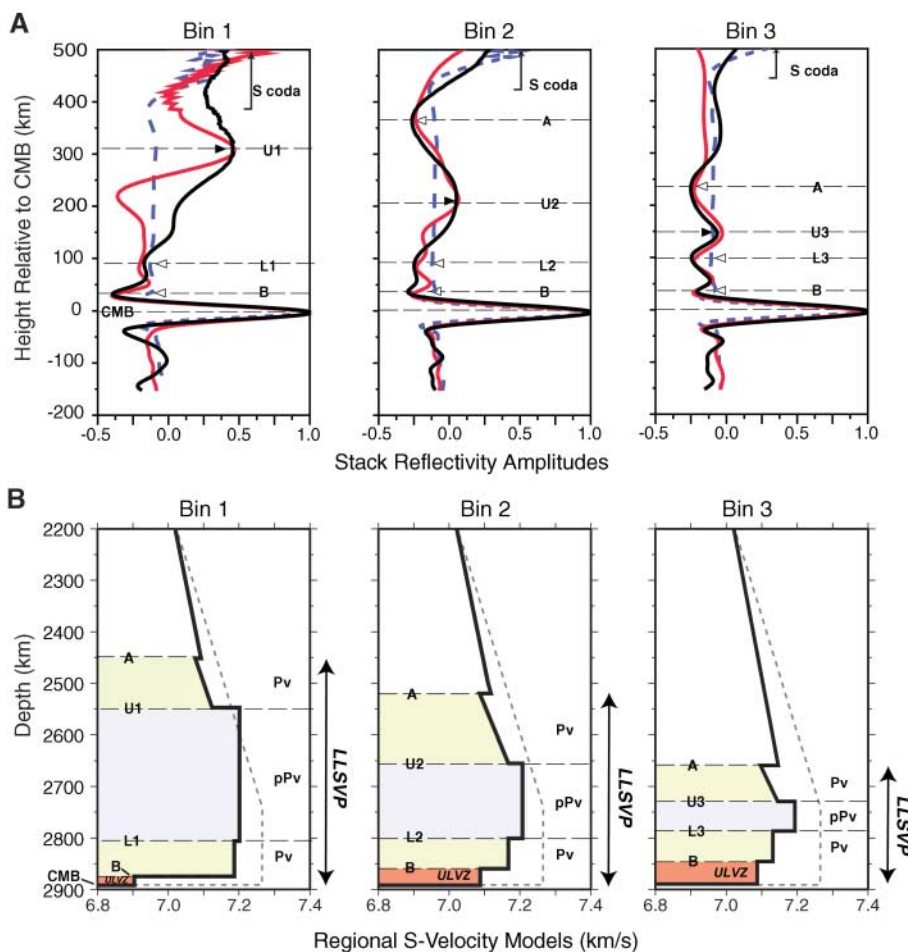 A
Bin 1 Bin 2 Bin 3
Height Relative to CMB (km)
500
400
300
200
100
0
-100
-200
S coda
U1
L1
B
CMB
-0.5 0.0 0.5 1.0
S coda
A
U2
L2
B
-0.5 0.0 0.5 1.0
S coda
A
U3
L3
B
-0.5 0.0 0.5 1.0
Stack Reflectivity Amplitudes
B
Bin 1 Bin 2 Bin 3
Depth (km)
2200
2300
2400
2500
2600
2700
2800
2900
A
Pv
U1
pPv
L1
Pv
B
ULVZ
CMB
LLSVP
6.8 7.0 7.2 7.4
A
Pv
U2
pPv
L2
Pv
B
ULVZ
LLSVP
6.8 7.0 7.2 7.4
A
Pv
U3
pPv
L3
Pv
B
ULVZ
LLSVP
6.8 7.0 7.2 7.4
Regional S-Velocity Models (km/s)